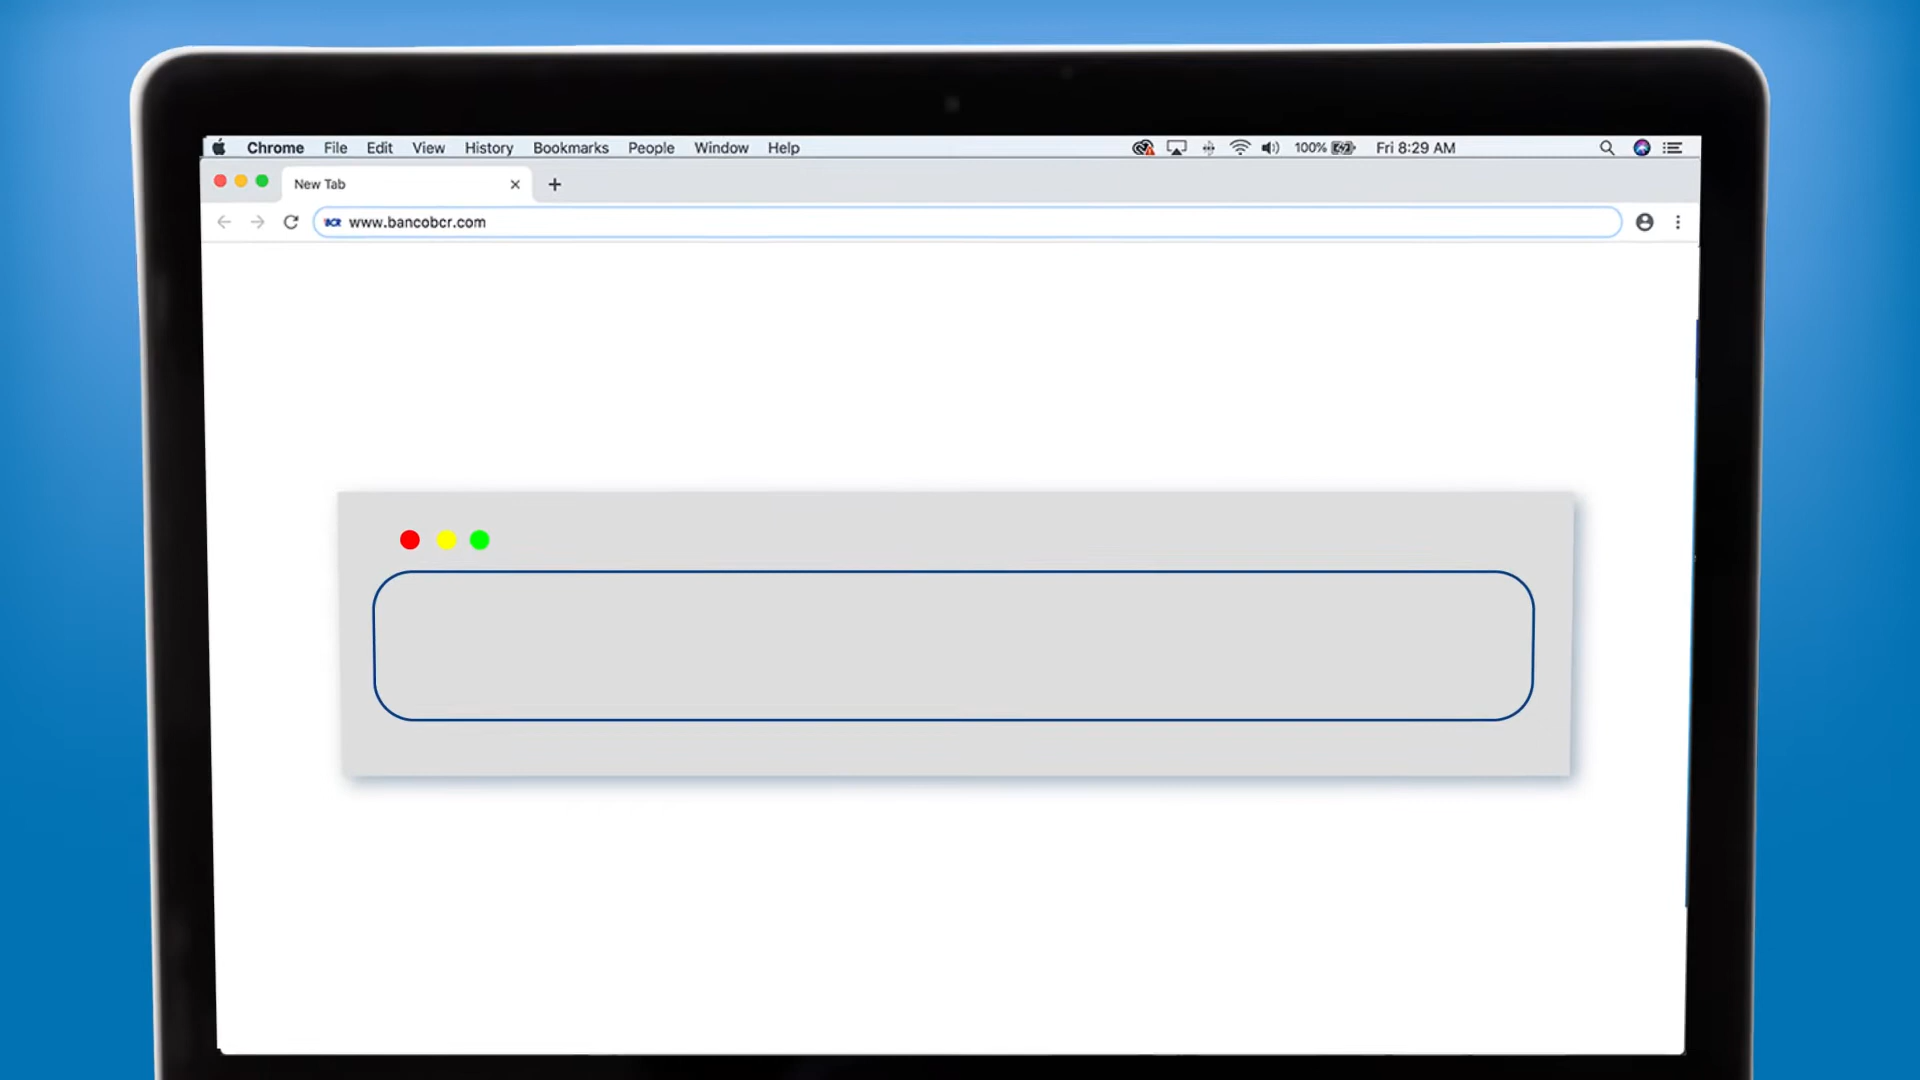 Chrome File Edit View History Bookmarks People Window Help 100% Fri 8:29 AM
New Tab
BCR www.bancobcr.com